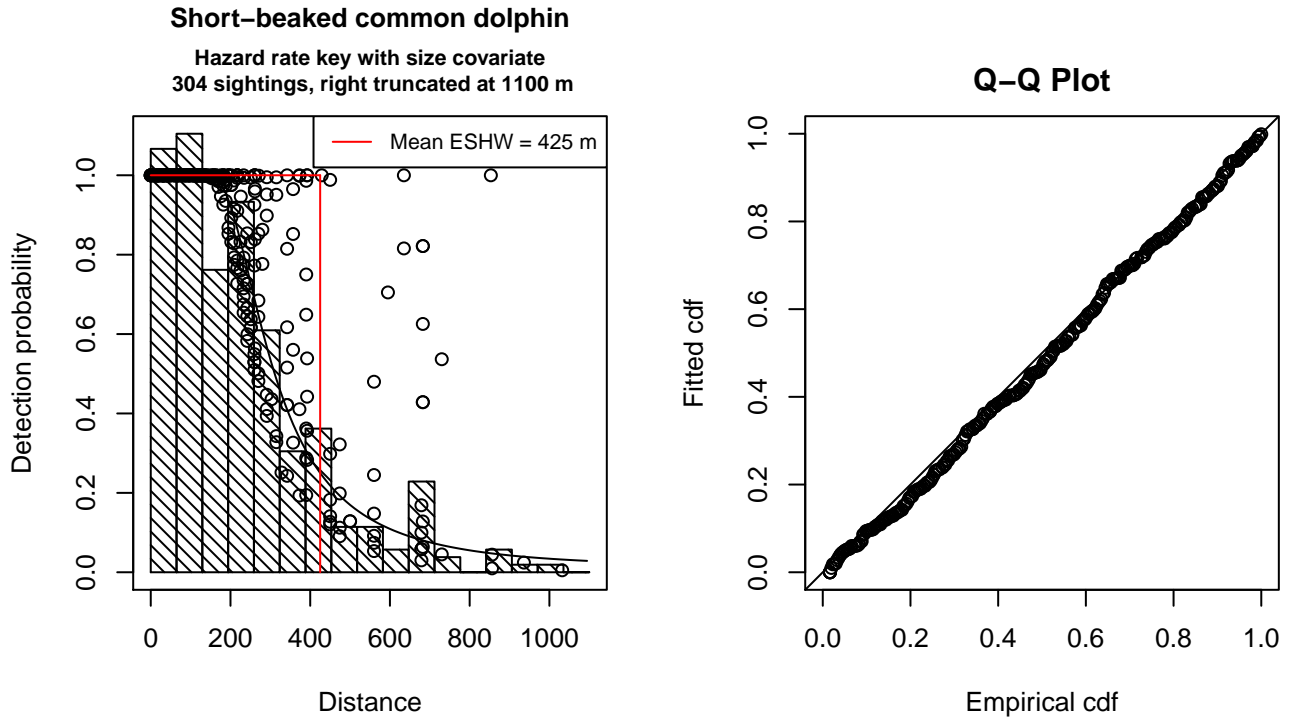 Short−beaked common dolphin
Hazard rate key with size covariate
304 sightings, right truncated at 1100 m
Mean ESHW = 425 m
Detection probability
0.0 0.2 0.4 0.6 0.8 1.0
0 200 400 600 800 1000
Distance
Q−Q Plot
Fitted cdf
0.0 0.2 0.4 0.6 0.8 1.0
0.0 0.2 0.4 0.6 0.8 1.0
Empirical cdf